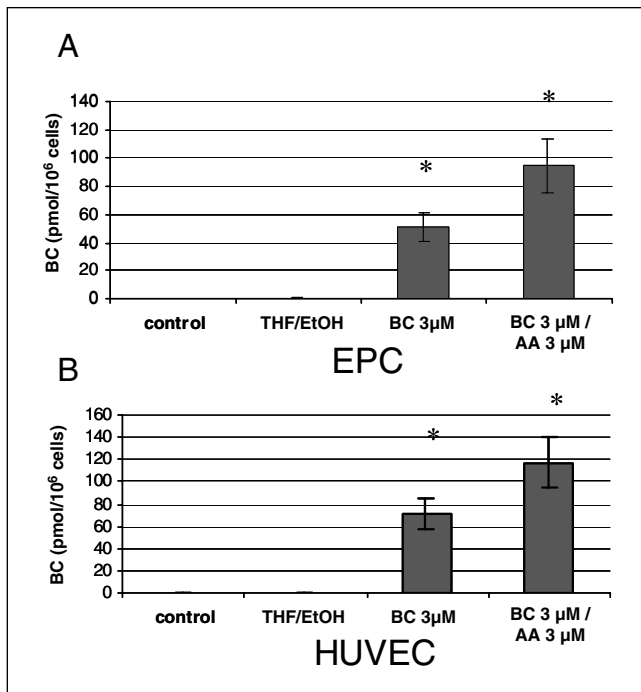 A
*
*
140
120
100
80
60
40
20
0
BC (pmol/10⁶ cells)
control THF/EtOH BC 3µM BC 3 µM /
AA 3 µM
EPC
B
*
*
160
140
120
100
80
60
40
20
0
BC (pmol/10⁶ cells)
control THF/EtOH BC 3µM BC 3 µM /
AA 3 µM
HUVEC